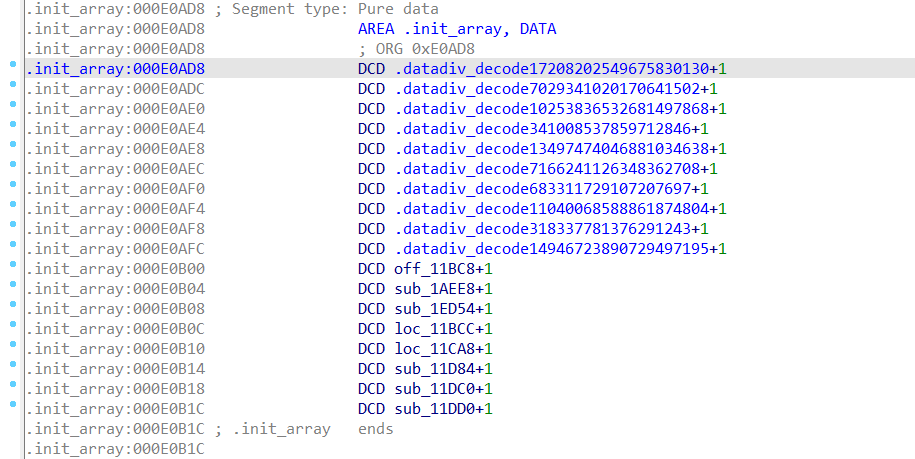 .init_array:000E0AD8 ; Segment type: Pure data
.init_array:000E0AD8 AREA .init_array, DATA
.init_array:000E0AD8 ; ORG 0xE0AD8
.init_array:000E0AD8 DCD .datadiv_decode17208202549675830130+1
.init_array:000E0ADC DCD .datadiv_decode7029341020170641502+1
.init_array:000E0AE0 DCD .datadiv_decode10253836532681497868+1
.init_array:000E0AE4 DCD .datadiv_decode341008537859712846+1
.init_array:000E0AE8 DCD .datadiv_decode13497474046881034638+1
.init_array:000E0AEC DCD .datadiv_decode7166241126348362708+1
.init_array:000E0AF0 DCD .datadiv_decode683311729107207697+1
.init_array:000E0AF4 DCD .datadiv_decode11040068588861874804+1
.init_array:000E0AF8 DCD .datadiv_decode318337781376291243+1
.init_array:000E0AFC DCD .datadiv_decode14946723890729497195+1
.init_array:000E0B00 DCD off_11BC8+1
.init_array:000E0B04 DCD sub_1AEE8+1
.init_array:000E0B08 DCD sub_1ED54+1
.init_array:000E0B0C DCD loc_11BCC+1
.init_array:000E0B10 DCD loc_11CA8+1
.init_array:000E0B14 DCD sub_11D84+1
.init_array:000E0B18 DCD sub_11DC0+1
.init_array:000E0B1C DCD sub_11DD0+1
.init_array:000E0B1C ; .init_array ends
.init_array:000E0B1C